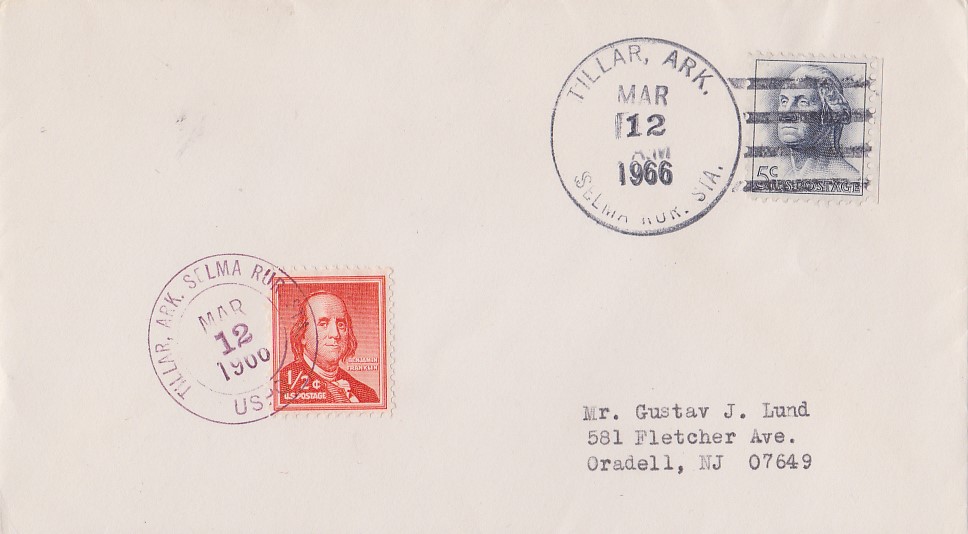 TILLAR, ARK.
MAR
12
AM
1966
SELMA RUR. STA.
5¢
U.S. POSTAGE
TILLAR, ARK. SELMA RUR
MAR
12
USA
BENJAMIN
FRANKLIN
1/2¢
U.S. POSTAGE
Mr. Gustav J. Lund
581 Fletcher Ave.
Oradell, NJ 07649